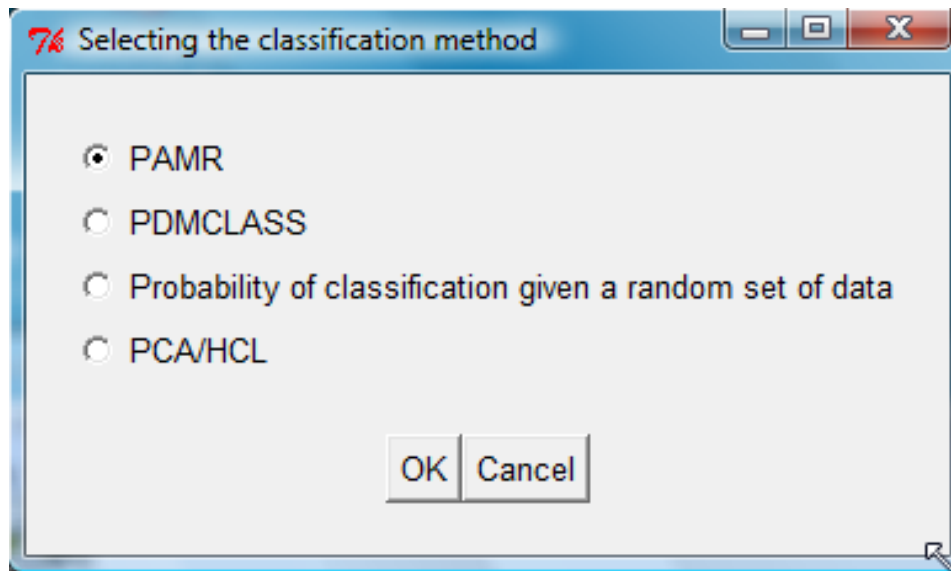 Selecting the classification method
PAMR
PDMCLASS
Probability of classification given a random set of data
PCA/HCL
OK Cancel